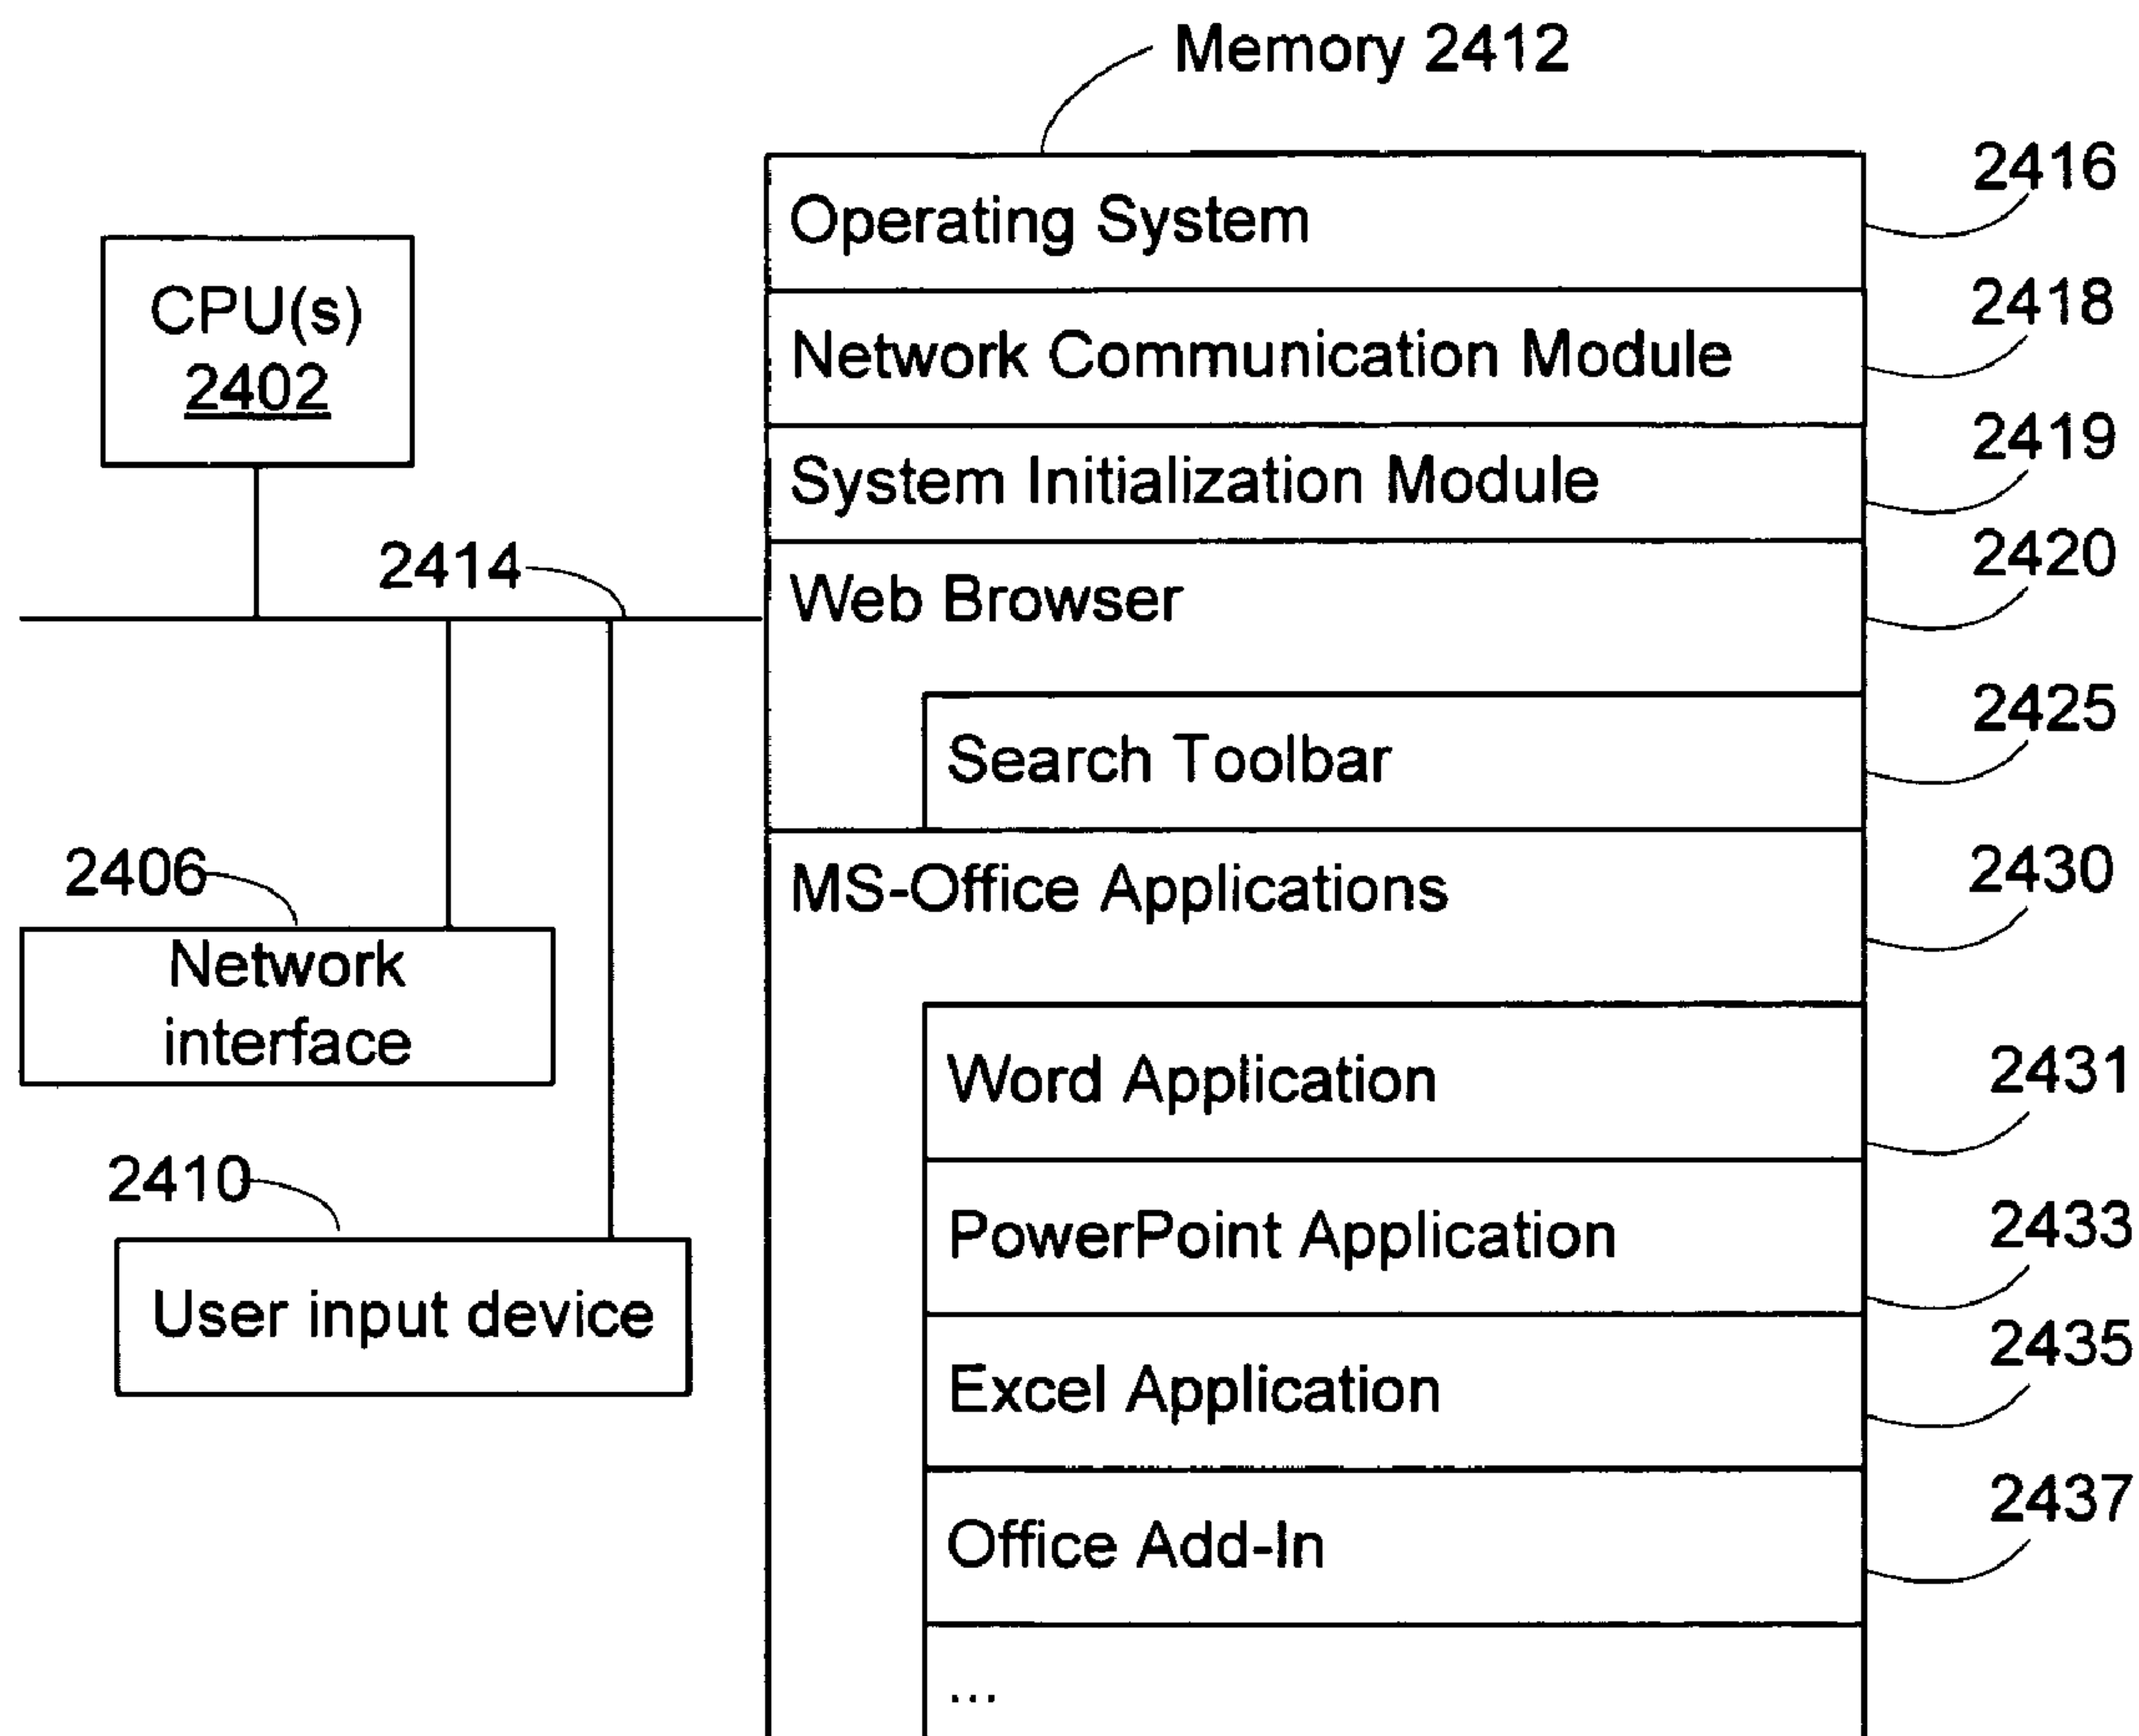 Memory 2412
2416
Operating System
CPU(s)
2402
2418
Network Communication Module
2419
System Initialization Module
2414
2420
Web Browser
2425
Search Toolbar
2406
2430
MS-Office Applications
Network
interface
2431
Word Application
2410
2433
PowerPoint Application
User input device
2435
Excel Application
2437
Office Add-In
...